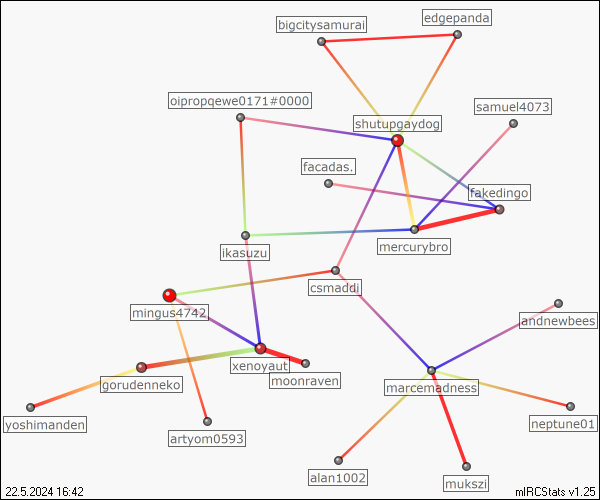 bigcitysamurai
edgepanda
oipropqewe0171#0000
samuel4073
shutupgaydog
facadas.
fakedingo
mercurybro
ikasuzu
csmaddi
mingus4742
andnewbees
xenoyaut
moonraven
gorudenneko
marcemadness
yoshimanden
neptune01
artyom0593
alan1002
mukszi
22.5.2024 16:42
mIRCStats v1.25